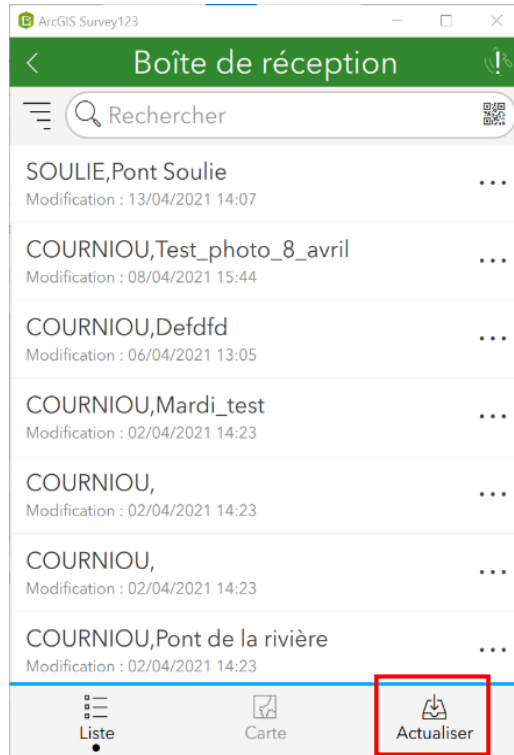 ArcGIS Survey123
Boîte de réception
Rechercher
SOULIE,Pont Soulie
Modification : 13/04/2021 14:07
COURNIOU,Test_photo_8_avril
Modification : 08/04/2021 15:44
COURNIOU,Defdfd
Modification : 06/04/2021 13:05
COURNIOU,Mardi_test
Modification : 02/04/2021 14:23
COURNIOU,
Modification : 02/04/2021 14:23
COURNIOU,
Modification : 02/04/2021 14:23
COURNIOU,Pont de la rivière
Modification : 02/04/2021 14:23
Liste Carte Actualiser